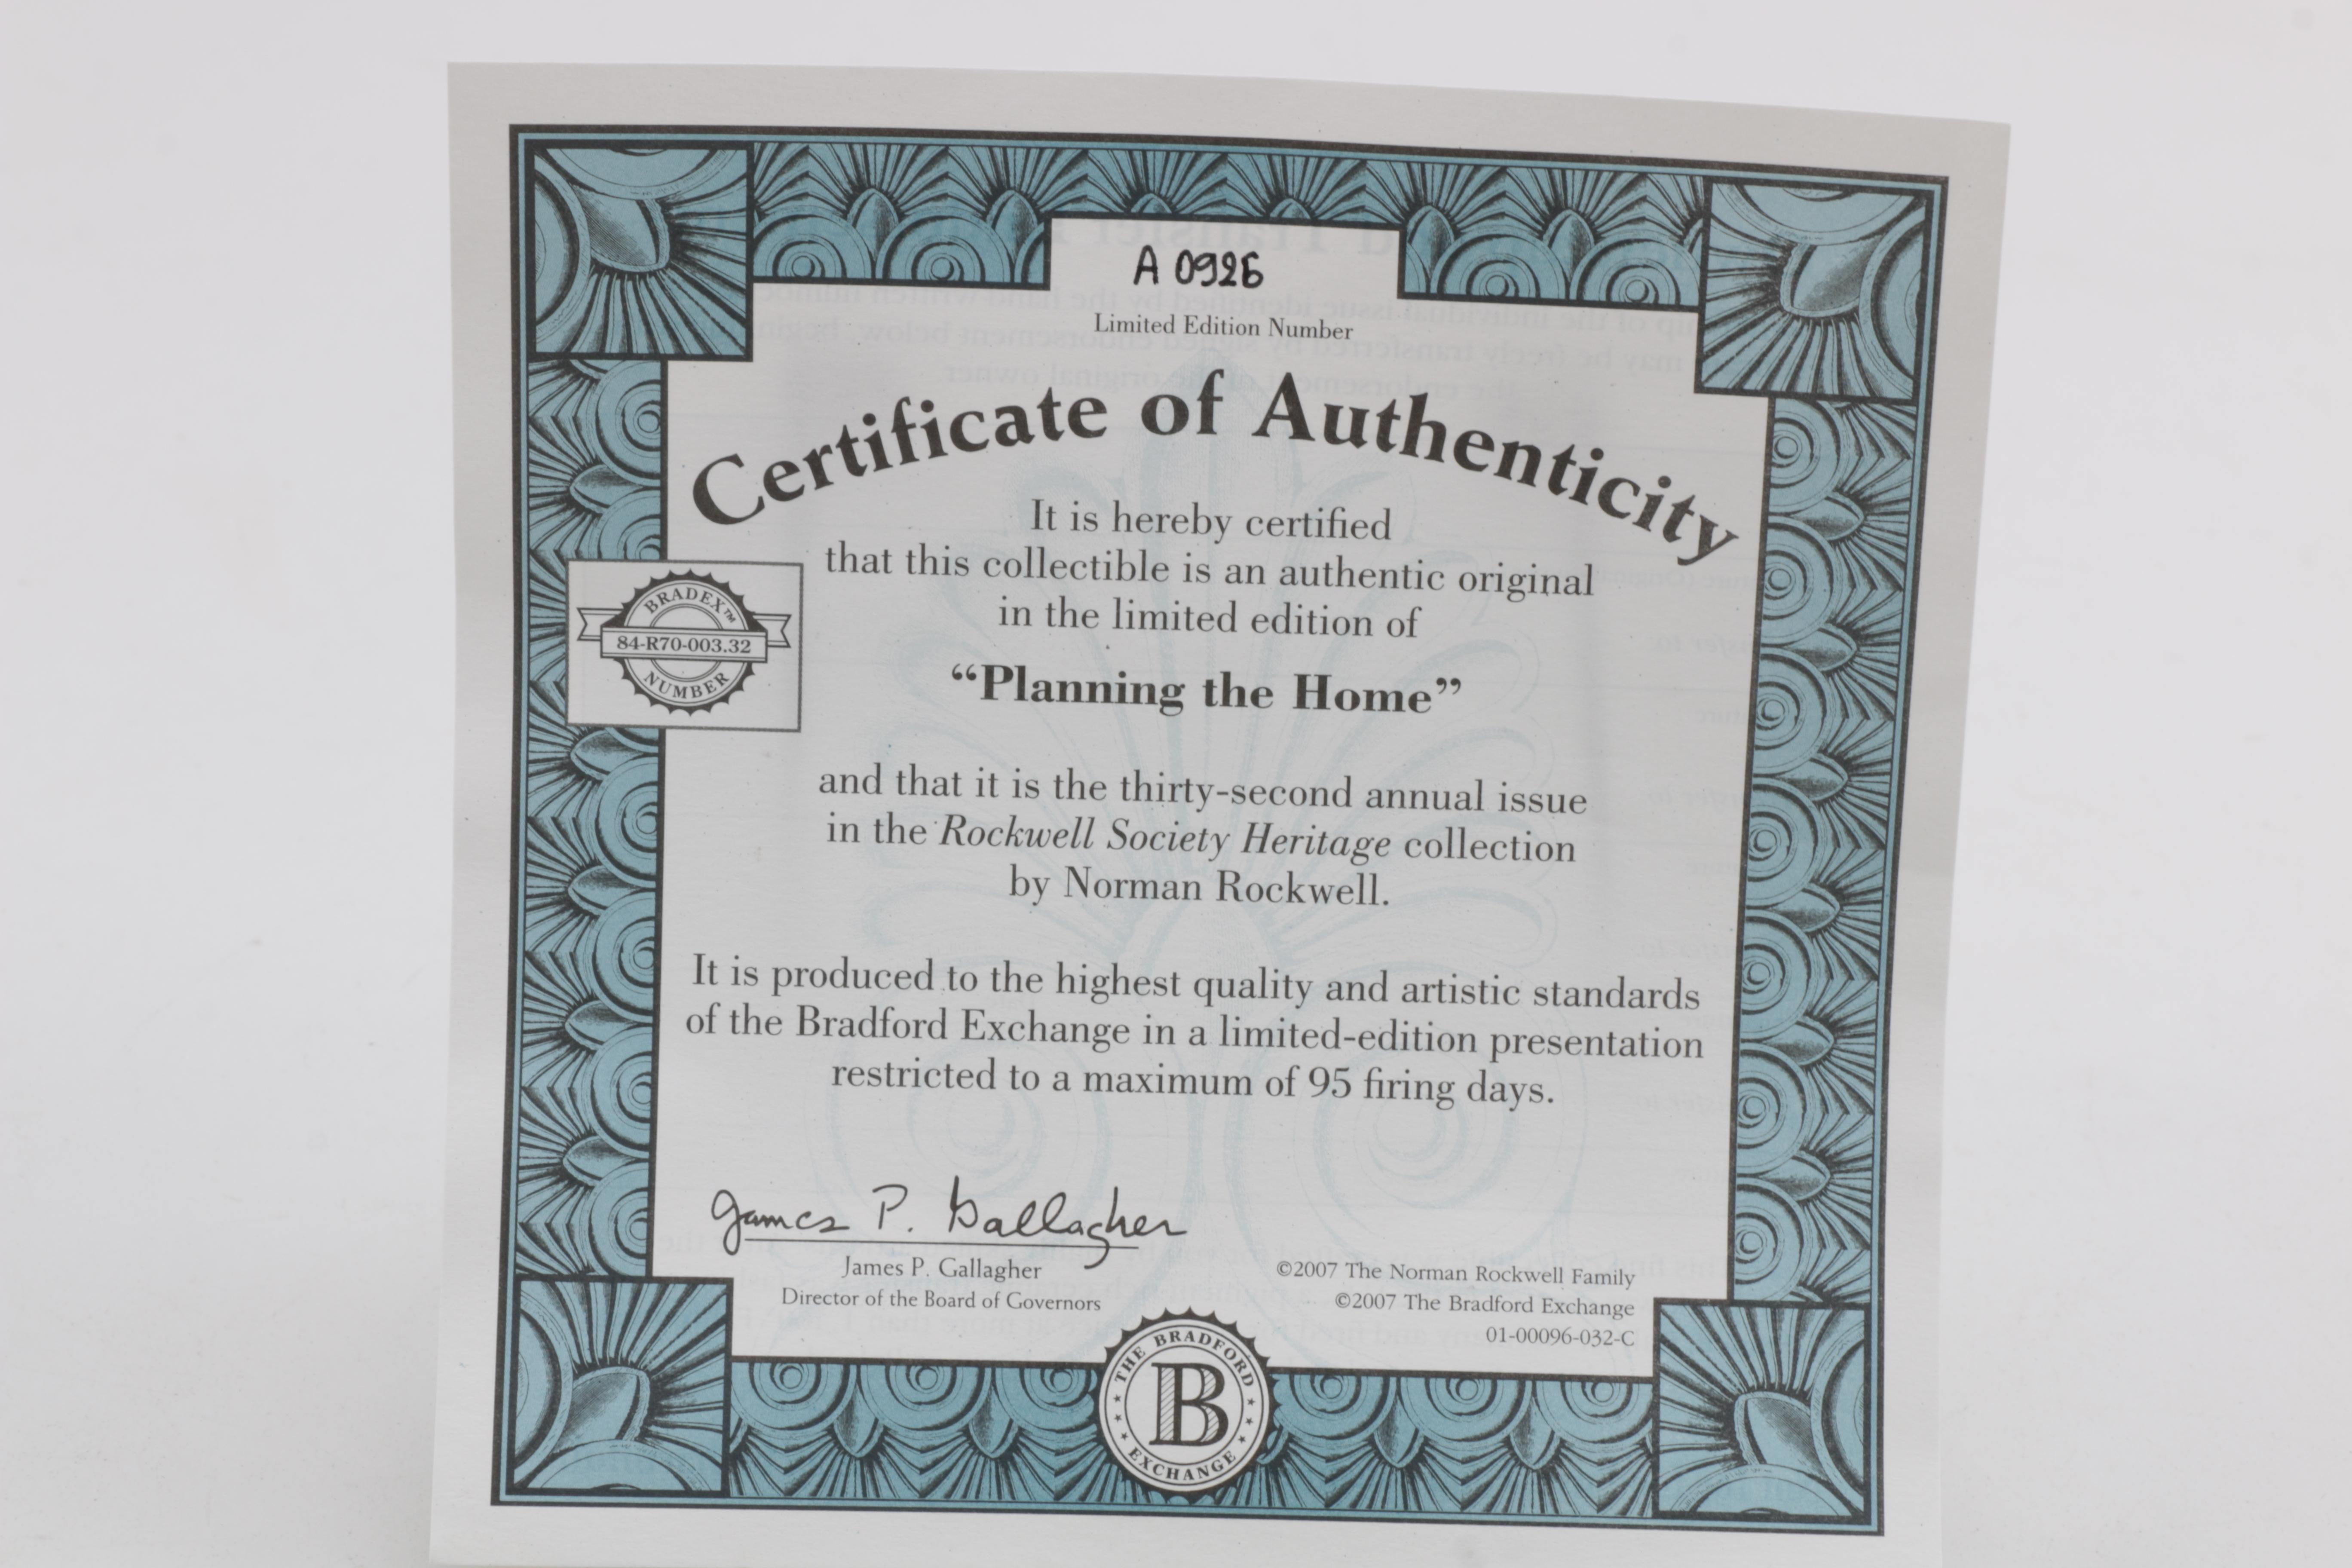 A 0926
Limited Edition Number
Certificate of Authenticity
It is hereby certified
that this collectible is an authentic original
in the limited edition of
“Planning the Home”
BRADEX™
84-R70-003.32
NUMBER
and that it is the thirty-second annual issue
in the Rockwell Society Heritage collection
by Norman Rockwell.
It is produced to the highest quality and artistic standards
of the Bradford Exchange in a limited-edition presentation
restricted to a maximum of 95 firing days.
James P. Gallagher
James P. Gallagher
Director of the Board of Governors
©2007 The Norman Rockwell Family
©2007 The Bradford Exchange
01-00096-032-C
THE BRADFORD
B
EXCHANGE